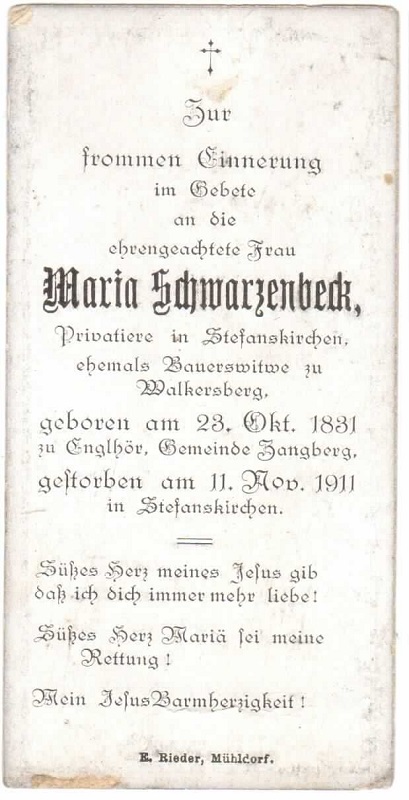 Zur
frommen Einnerung
im Gebete
an die
ehrengeachtete Frau
Maria Schwarzenbeck,
Privatiere in Stefanskirchen,
ehemals Bauerswitwe zu
Walkersberg,
geboren am 23. Okt. 1831
zu Englhör, Gemeinde Zangberg,
gestorben am 11. Nov. 1911
in Stefanskirchen.
Süßes Herz meines Jesus gib
daß ich dich immer mehr liebe!
Süßes Herz Mariä sei meine
Rettung!
Mein Jesus Barmherzigkeit!
E. Rieder, Mühldorf.